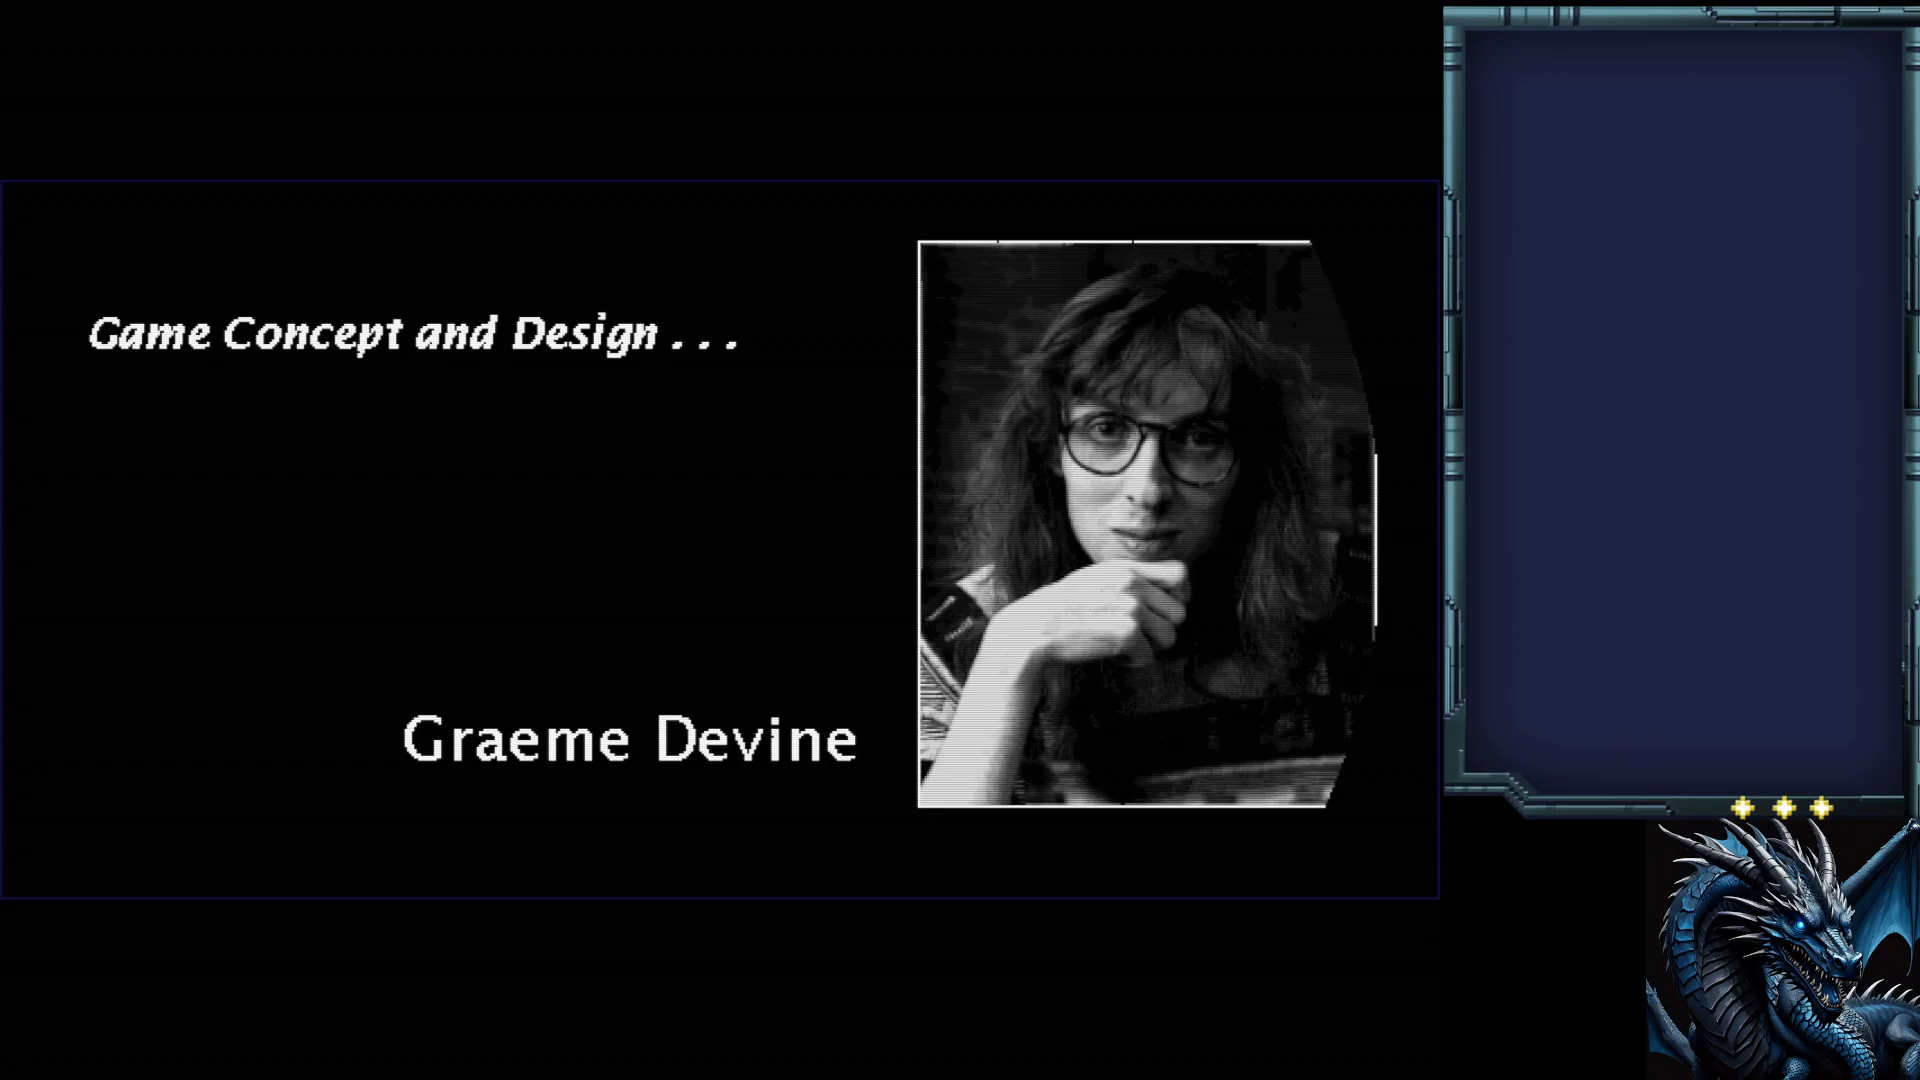 Game Concept and Design . . .
Graeme Devine